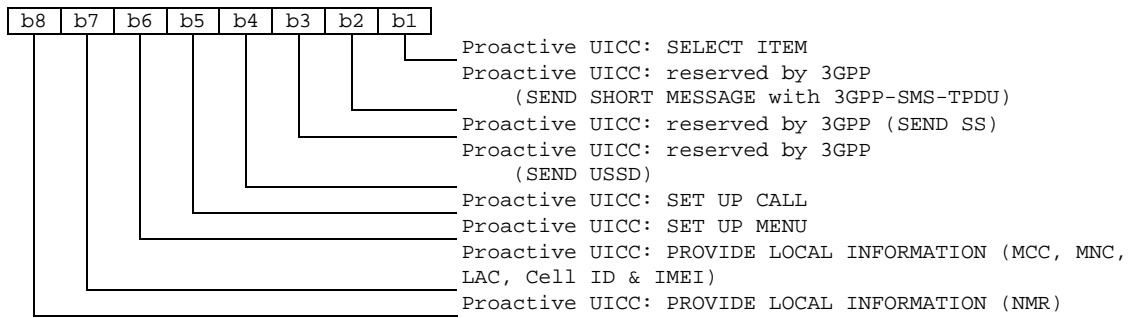 b8 b7 b6 b5 b4 b3 b2 b1
Proactive UICC: SELECT ITEM
Proactive UICC: reserved by 3GPP
(SEND SHORT MESSAGE with 3GPP-SMS-TPDU)
Proactive UICC: reserved by 3GPP (SEND SS)
Proactive UICC: reserved by 3GPP
(SEND USSD)
Proactive UICC: SET UP CALL
Proactive UICC: SET UP MENU
Proactive UICC: PROVIDE LOCAL INFORMATION (MCC, MNC,
LAC, Cell ID & IMEI)
Proactive UICC: PROVIDE LOCAL INFORMATION (NMR)